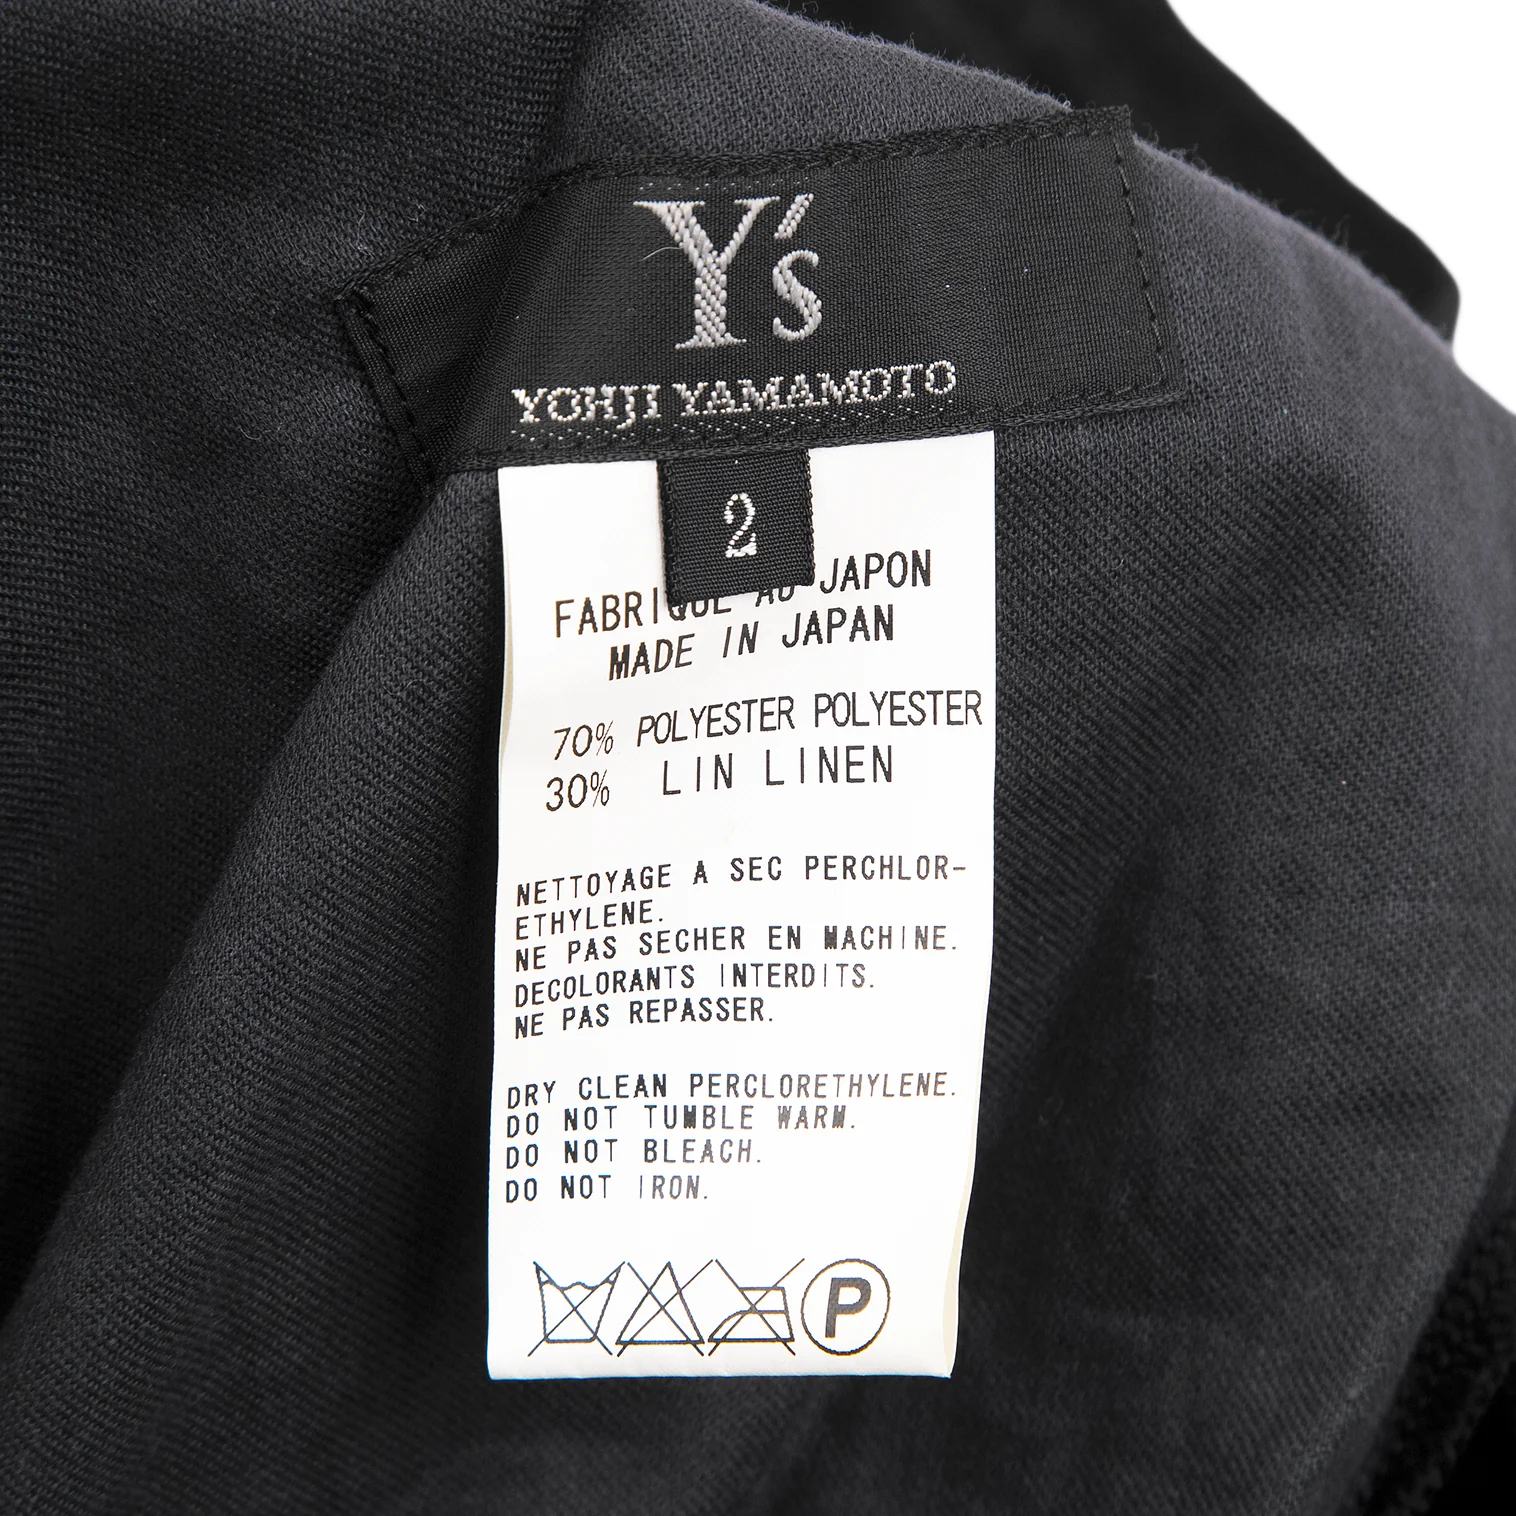 Y's
YOHJI YAMAMOTO
2
FABRIQUE AU JAPON
MADE IN JAPAN
70% POLYESTER POLYESTER
30% LIN LINEN
NETTOYAGE A SEC PERCHLOR-
ETHYLENE.
NE PAS SECHER EN MACHINE.
DECOLORANTS INTERDITS.
NE PAS REPASSER.
DRY CLEAN PERCLORETHYLENE.
DO NOT TUMBLE WARM.
DO NOT BLEACH.
DO NOT IRON.
P